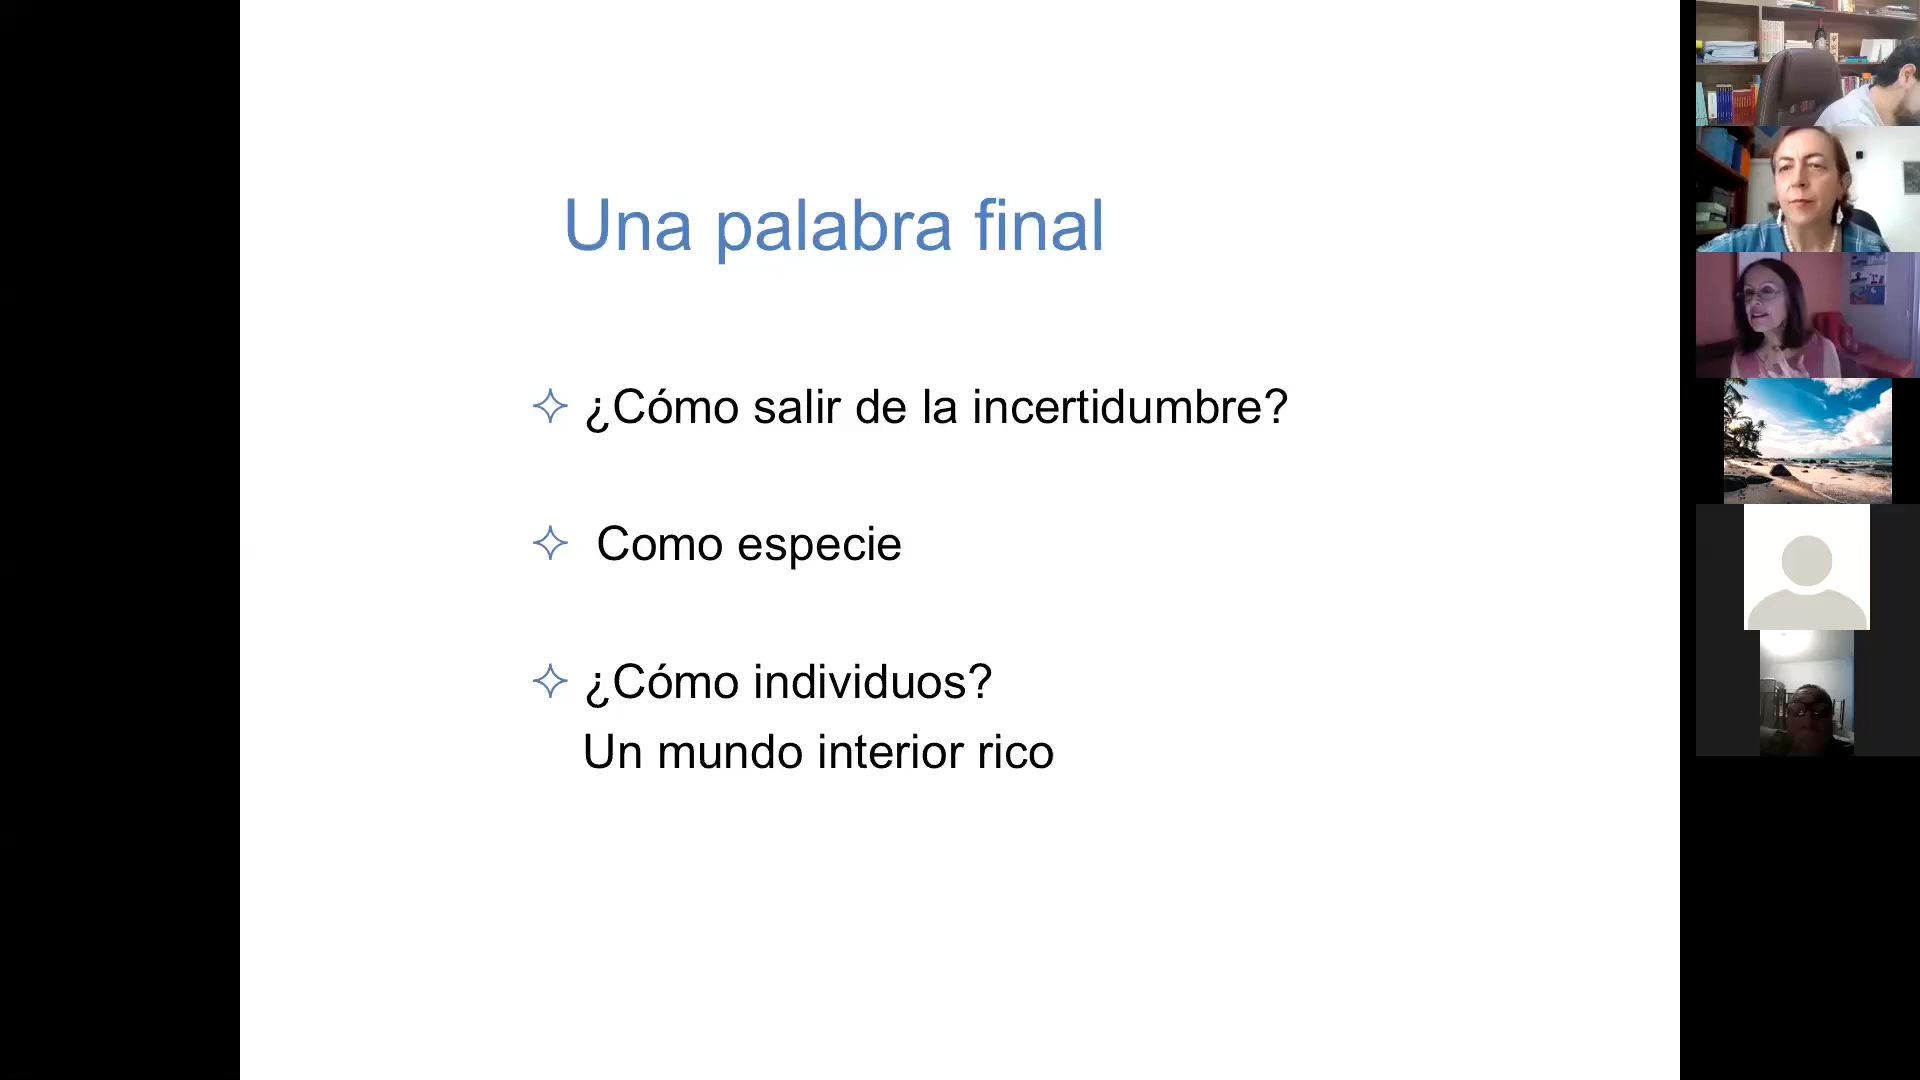 Una palabra final
¿Cómo salir de la incertidumbre?
Como especie
¿Cómo individuos?
Un mundo interior rico